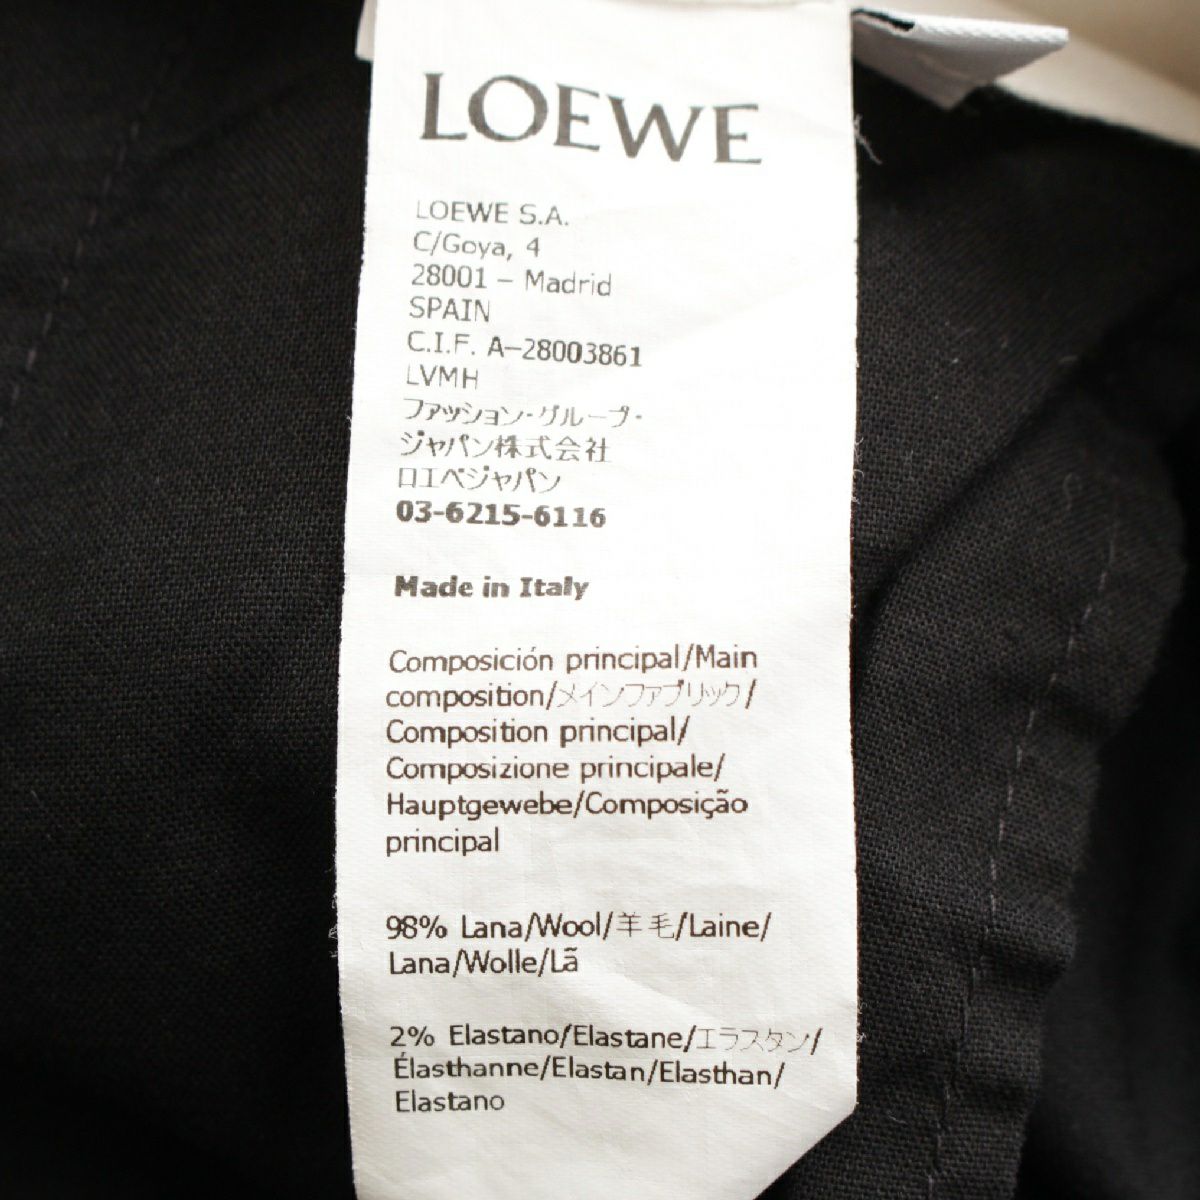 LOEWE
LOEWE S.A.
C/Goya, 4
28001 – Madrid
SPAIN
C.I.F. A-28003861
LVMH
ファッション・グループ・
ジャパン株式会社
ロエベジャパン
03-6215-6116
Made in Italy
Composición principal/Main
composition/メインファブリック/
Composition principal/
Composizione principale/
Hauptgewebe/Composição
principal
98% Lana/Wool/羊毛/Laine/
Lana/Wolle/Lã
2% Elastano/Elastane/エラスタン/
Élasthanne/Elastan/Elasthan/
Elastano